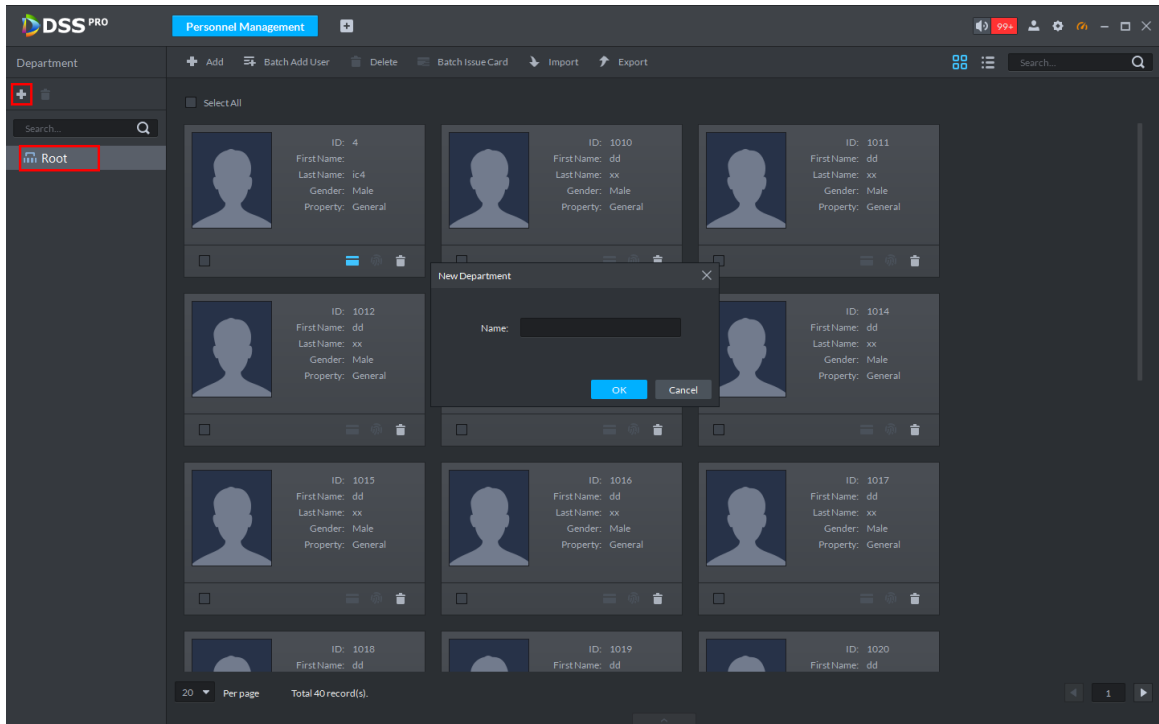 DSS PRO
Personnel Management
99+
Department
Add
Batch Add User
Delete
Batch Issue Card
Import
Export
Search...
Search...
Root
Select All
ID: 4
First Name:
Last Name: ic4
Gender: Male
Property: General
ID: 1010
First Name: dd
Last Name: xx
Gender: Male
Property: General
ID: 1011
First Name: dd
Last Name: xx
Gender: Male
Property: General
New Department
Name:
OK
Cancel
ID: 1012
First Name: dd
Last Name: xx
Gender: Male
Property: General
ID: 1014
First Name: dd
Last Name: xx
Gender: Male
Property: General
ID: 1015
First Name: dd
Last Name: xx
Gender: Male
Property: General
ID: 1016
First Name: dd
Last Name: xx
Gender: Male
Property: General
ID: 1017
First Name: dd
Last Name: xx
Gender: Male
Property: General
ID: 1018
First Name: dd
ID: 1019
First Name: dd
ID: 1020
First Name: dd
20
Per page
Total 40 record(s).
1